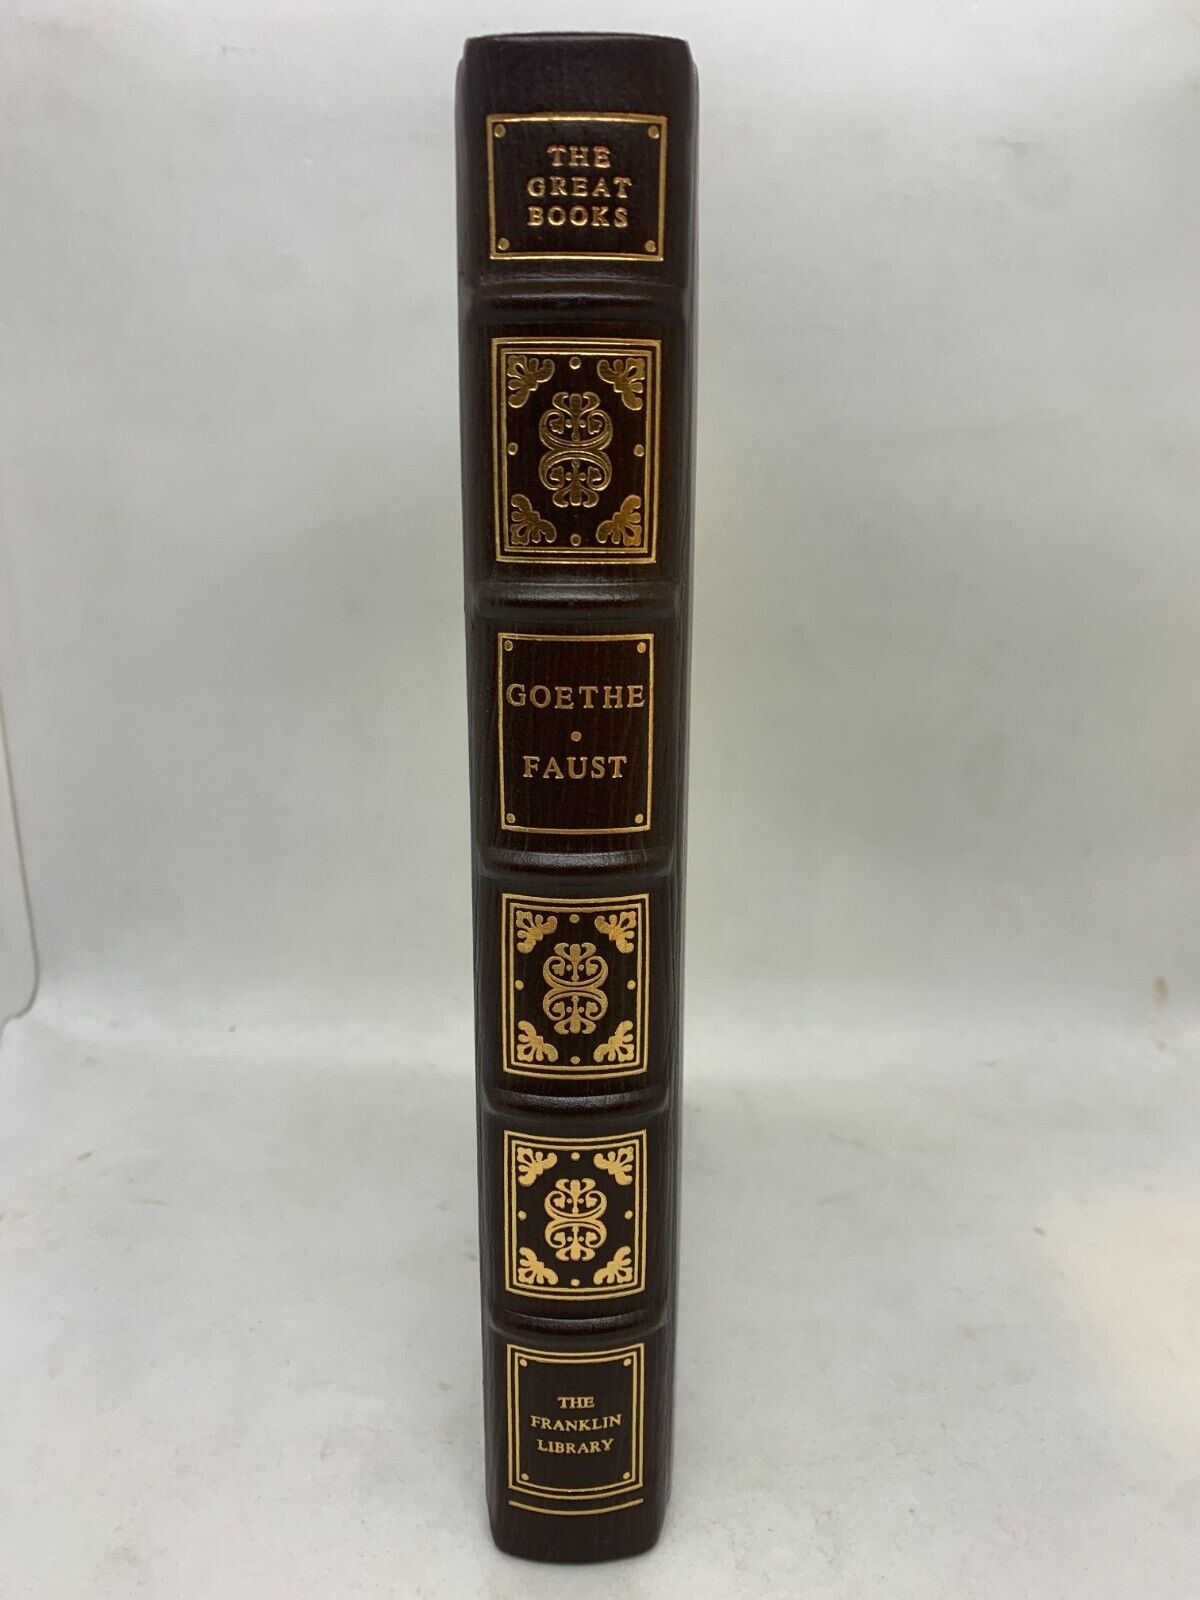 THE
GREAT
BOOKS
GOETHE
•
FAUST
THE
FRANKLIN
LIBRARY